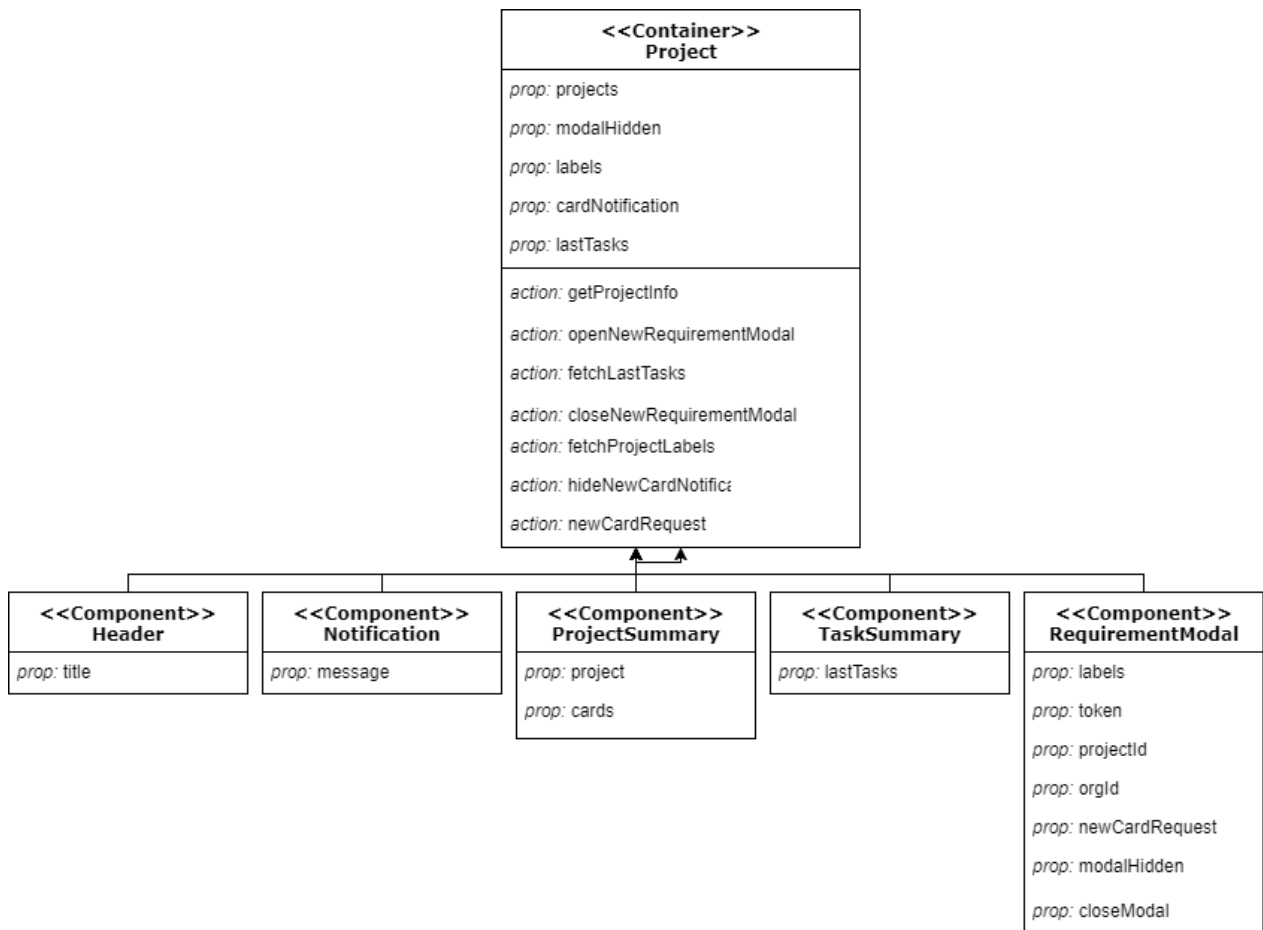 <<Container>>
Project
prop: projects
prop: modalHidden
prop: labels
prop: cardNotification
prop: lastTasks
action: getProjectInfo
action: openNewRequirementModal
action: fetchLastTasks
action: closeNewRequirementModal
action: fetchProjectLabels
action: hideNewCardNotifica
action: newCardRequest
<<Component>>
Header
prop: title
<<Component>>
Notification
prop: message
<<Component>>
ProjectSummary
prop: project
prop: cards
<<Component>>
TaskSummary
prop: lastTasks
<<Component>>
RequirementModal
prop: labels
prop: token
prop: projectId
prop: orgId
prop: newCardRequest
prop: modalHidden
prop: closeModal